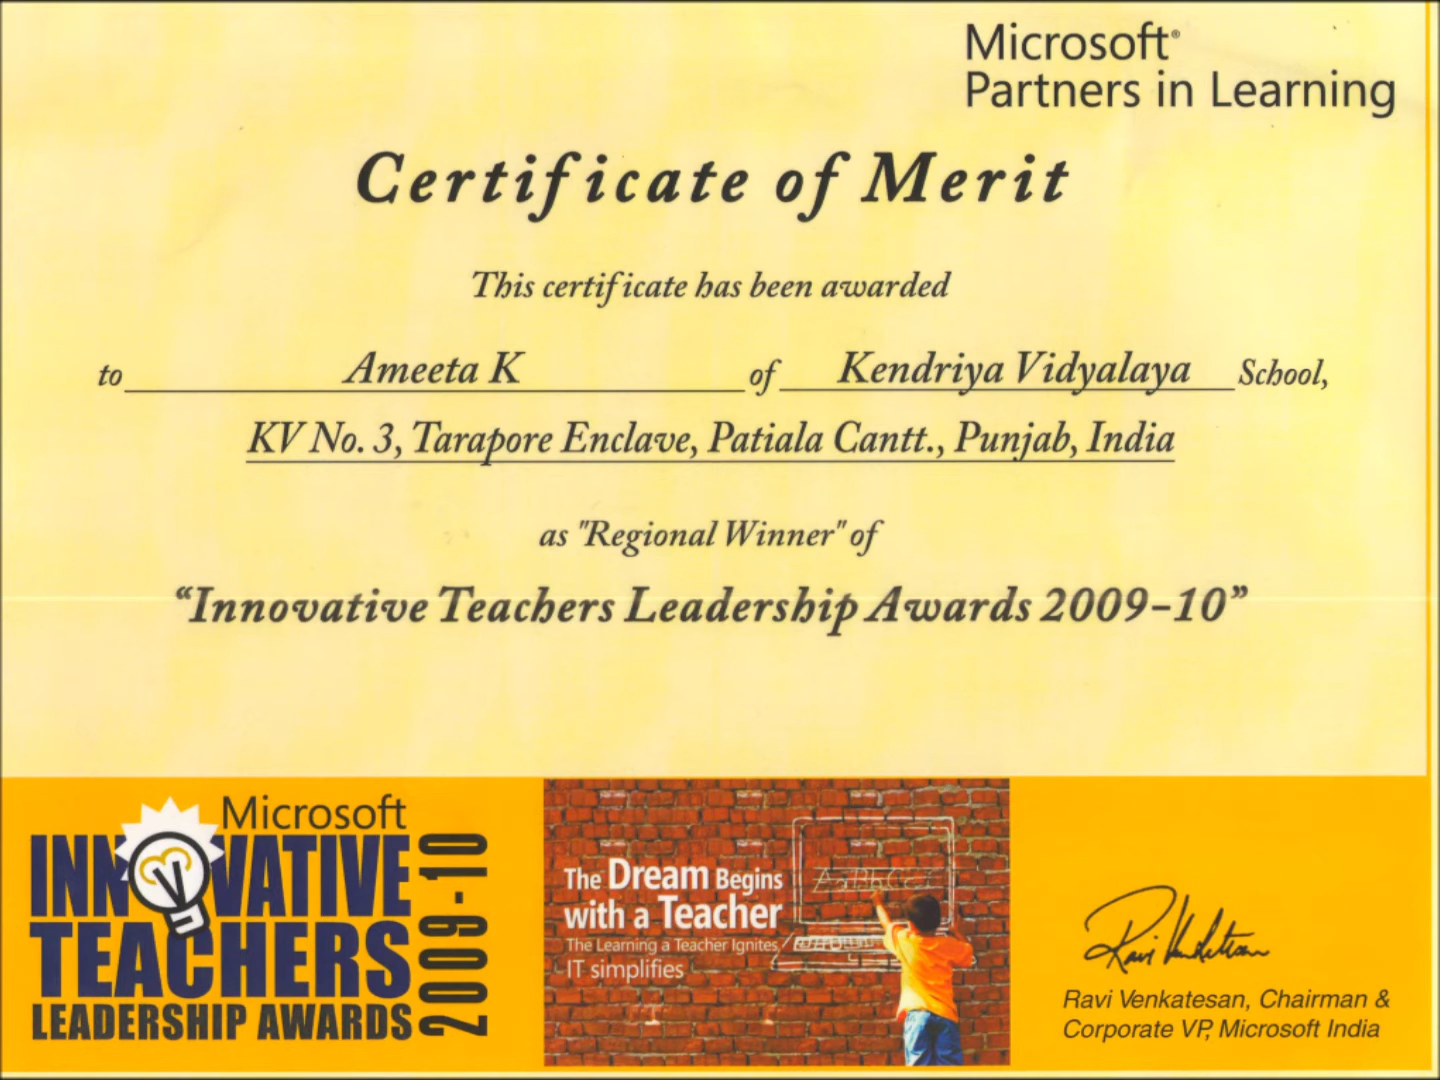 Microsoft®
Partners in Learning
Certificate of Merit
This certificate has been awarded
to Ameeta K of Kendriya Vidyalaya School,
KV No. 3, Tarapore Enclave, Patiala Cantt., Punjab, India
as "Regional Winner" of
“Innovative Teachers Leadership Awards 2009-10”
Microsoft
INNOVATIVE
TEACHERS
LEADERSHIP AWARDS
2009-10
The Dream Begins
with a Teacher
The Learning a Teacher Ignites,
IT simplifies
Ravi Venkatesan
Ravi Venkatesan, Chairman &
Corporate VP, Microsoft India